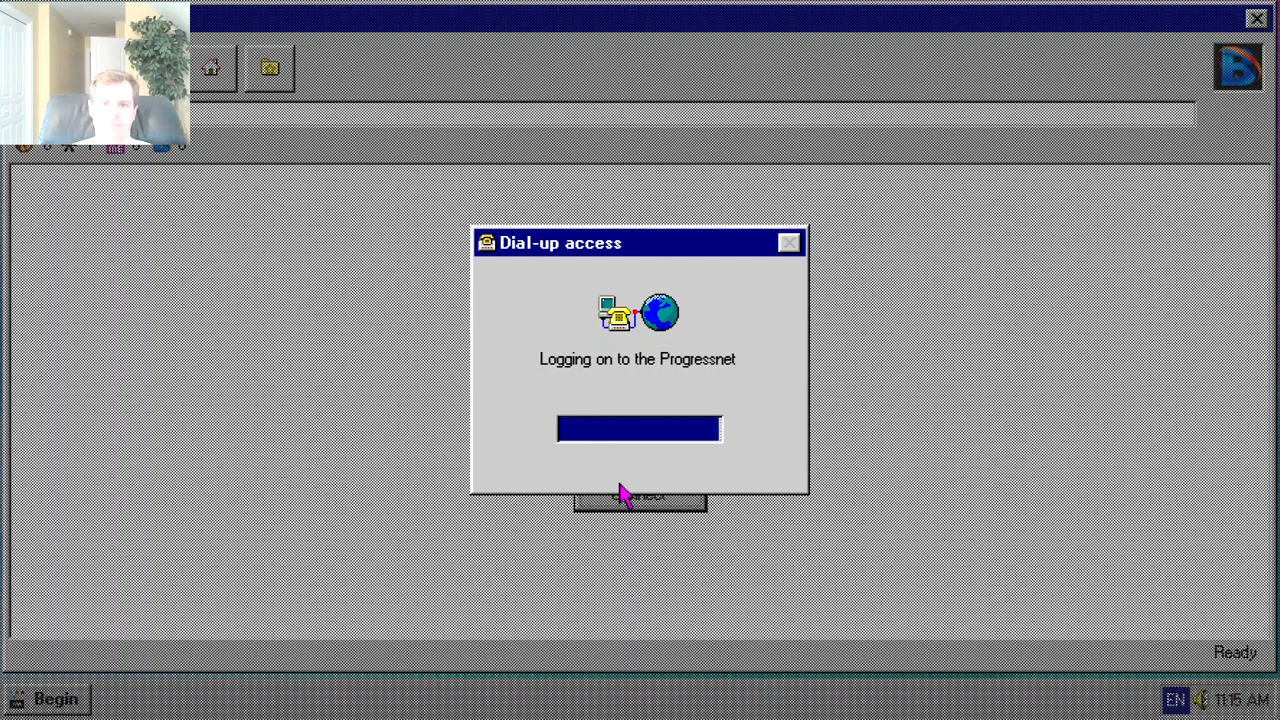 Dial-up access
Logging on to the Progressnet
Ready
Begin
EN
11:15 AM